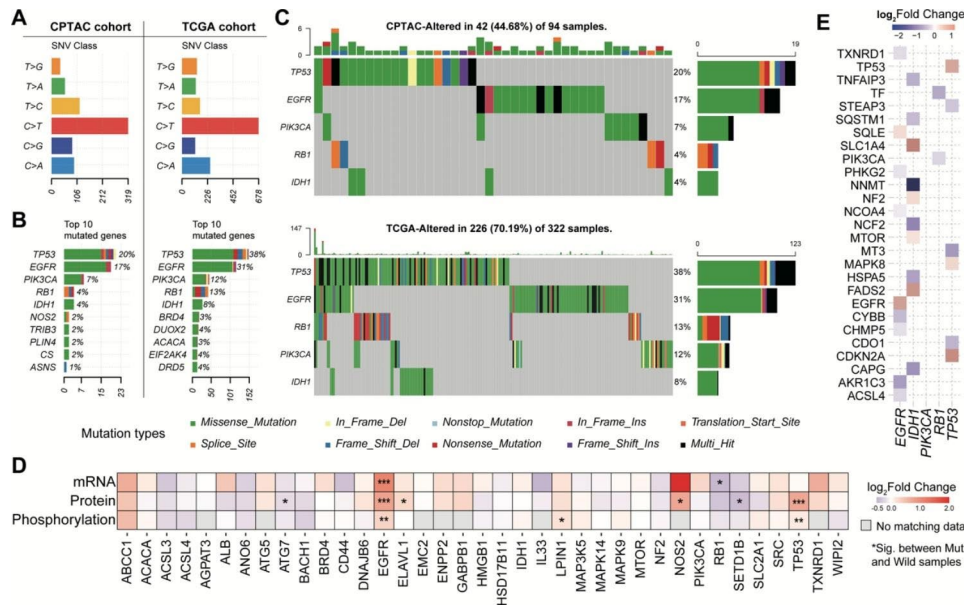 A
CPTAC cohort
TCGA cohort
SNV Class
SNV Class
T>G
T>A
T>C
C>T
C>G
C>A
0
106
212
319
T>G
T>A
T>C
C>T
C>G
C>A
0
226
452
678
B
Top 10
mutated genes
TP53 20%
EGFR 17%
PIK3CA 7%
RB1 4%
IDH1 4%
NOS2 2%
TRIB3 2%
PLIN4 2%
CS 2%
ASNS 1%
0
7
15
23
Top 10
mutated genes
TP53 38%
EGFR 31%
PIK3CA 12%
RB1 13%
IDH1 8%
BRD4 3%
DUOX2 4%
ACACA 3%
EIF2AK4 4%
DRD5 4%
0
50
101
152
C
CPTAC-Altered in 42 (44.68%) of 94 samples.
6
0
0
19
TP53 20%
EGFR 17%
PIK3CA 7%
RB1 4%
IDH1 4%
TCGA-Altered in 226 (70.19%) of 322 samples.
147
0
0
123
TP53 38%
EGFR 31%
RB1 13%
PIK3CA 12%
IDH1 8%
Mutation types
Missense_Mutation
In_Frame_Del
Nonstop_Mutation
In_Frame_Ins
Translation_Start_Site
Splice_Site
Frame_Shift_Del
Nonsense_Mutation
Frame_Shift_Ins
Multi_Hit
E
log2Fold Change
-2 -1 0 1
TXNRD1
TP53
TNFAIP3
TF
STEAP3
SQSTM1
SQLE
SLC1A4
PIK3CA
PHKG2
NNMT
NF2
NCOA4
NCF2
MTOR
MT3
MAPK8
HSPA5
FADS2
EGFR
CYBB
CHMP5
CDO1
CDKN2A
CAPG
AKR1C3
ACSL4
EGFR
IDH1
PIK3CA
RB1
TP53
D
mRNA *** *
Protein * *** * * * ***
Phosphorylation ** * **
ABCC1
ACACA
ACSL3
ACSL4
AGPAT3
ALB
ANO6
ATG5
ATG7
BACH1
BRD4
CD44
DNAJB6
EGFR
ELAVL1
EMC2
ENPP2
GABPB1
HMGB1
HSD17B11
IDH1
IL33
LPIN1
MAP3K5
MAPK14
MAPK9
MTOR
NF2
NOS2
PIK3CA
RB1
SETD1B
SLC2A1
SRC
TP53
TXNRD1
WIPI2
log2Fold Change
-0.5 0.0 2.0
No matching data
*Sig. between Mut
and Wild samples